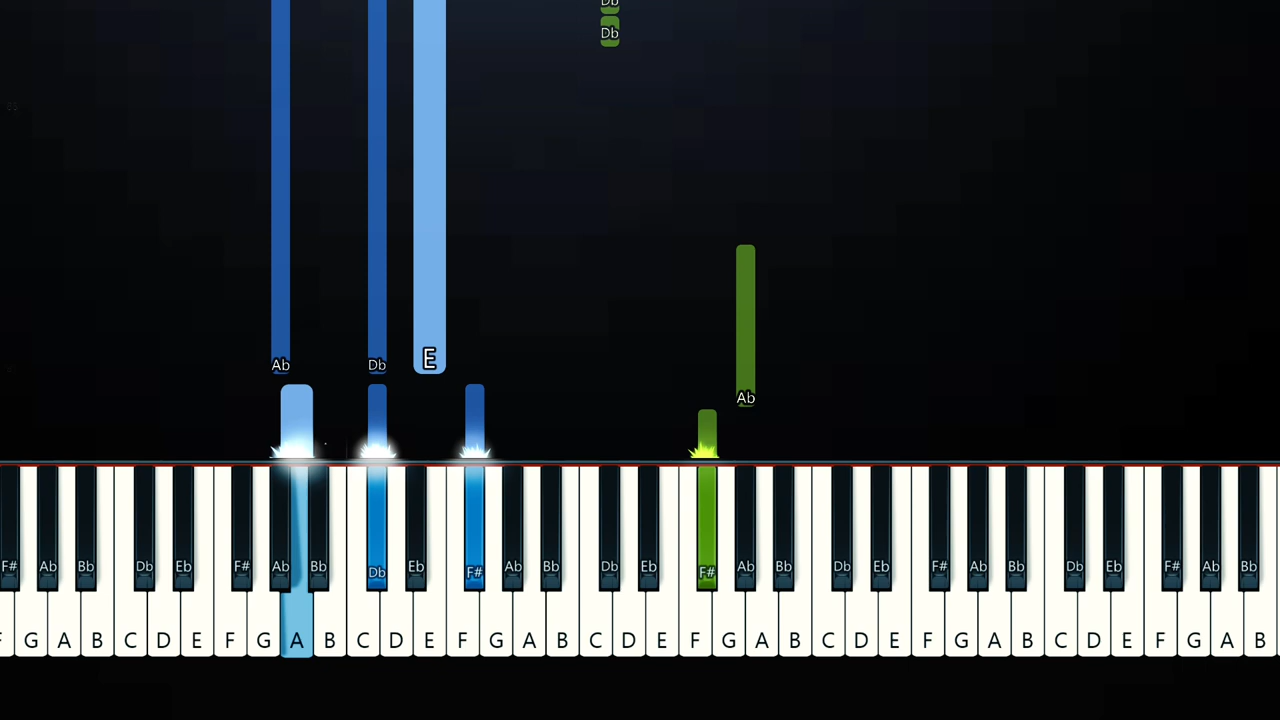 Db
Db
Ab Db E
Ab
F# Ab Bb Db Eb F# Ab Bb Db Eb F# Ab Bb Db Eb F# Ab Bb Db Eb F# Ab Bb Db Eb F# Ab Bb
F G A B C D E F G A B C D E F G A B C D E F G A B C D E F G A B C D E F G A B